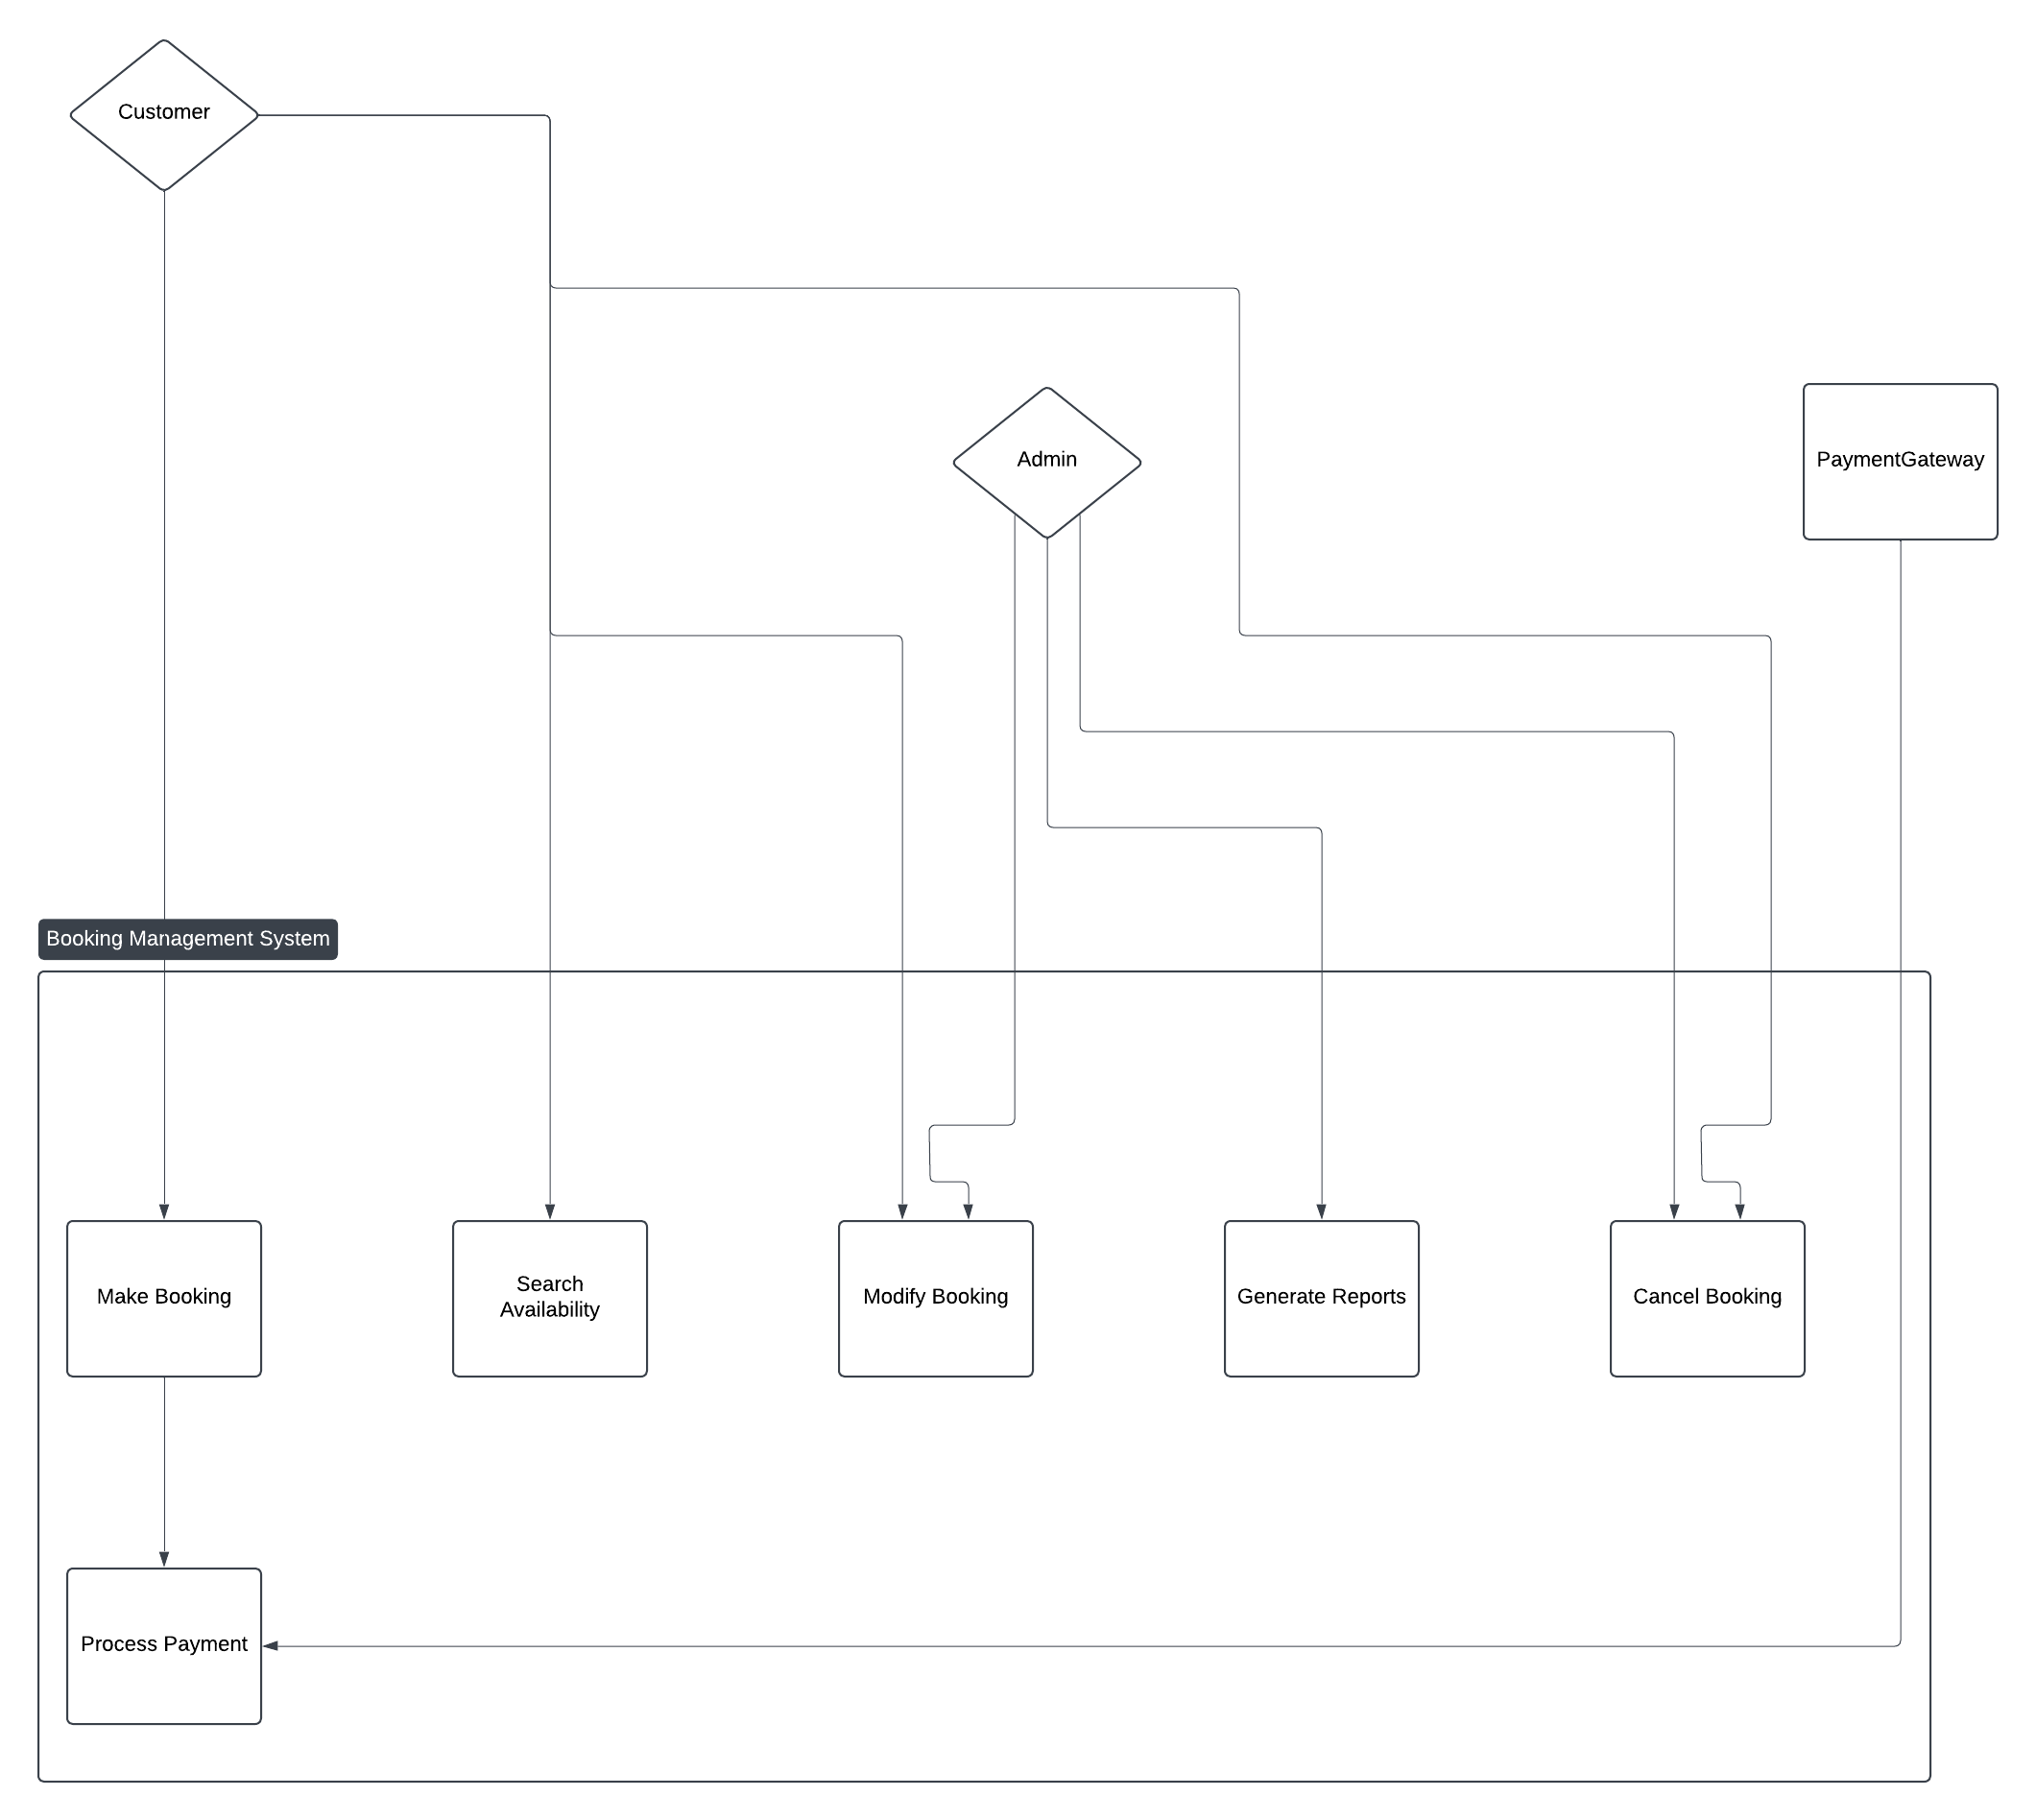 Customer
Admin
PaymentGateway
Booking Management System
Make Booking
Search
Availability
Modify Booking
Generate Reports
Cancel Booking
Process Payment